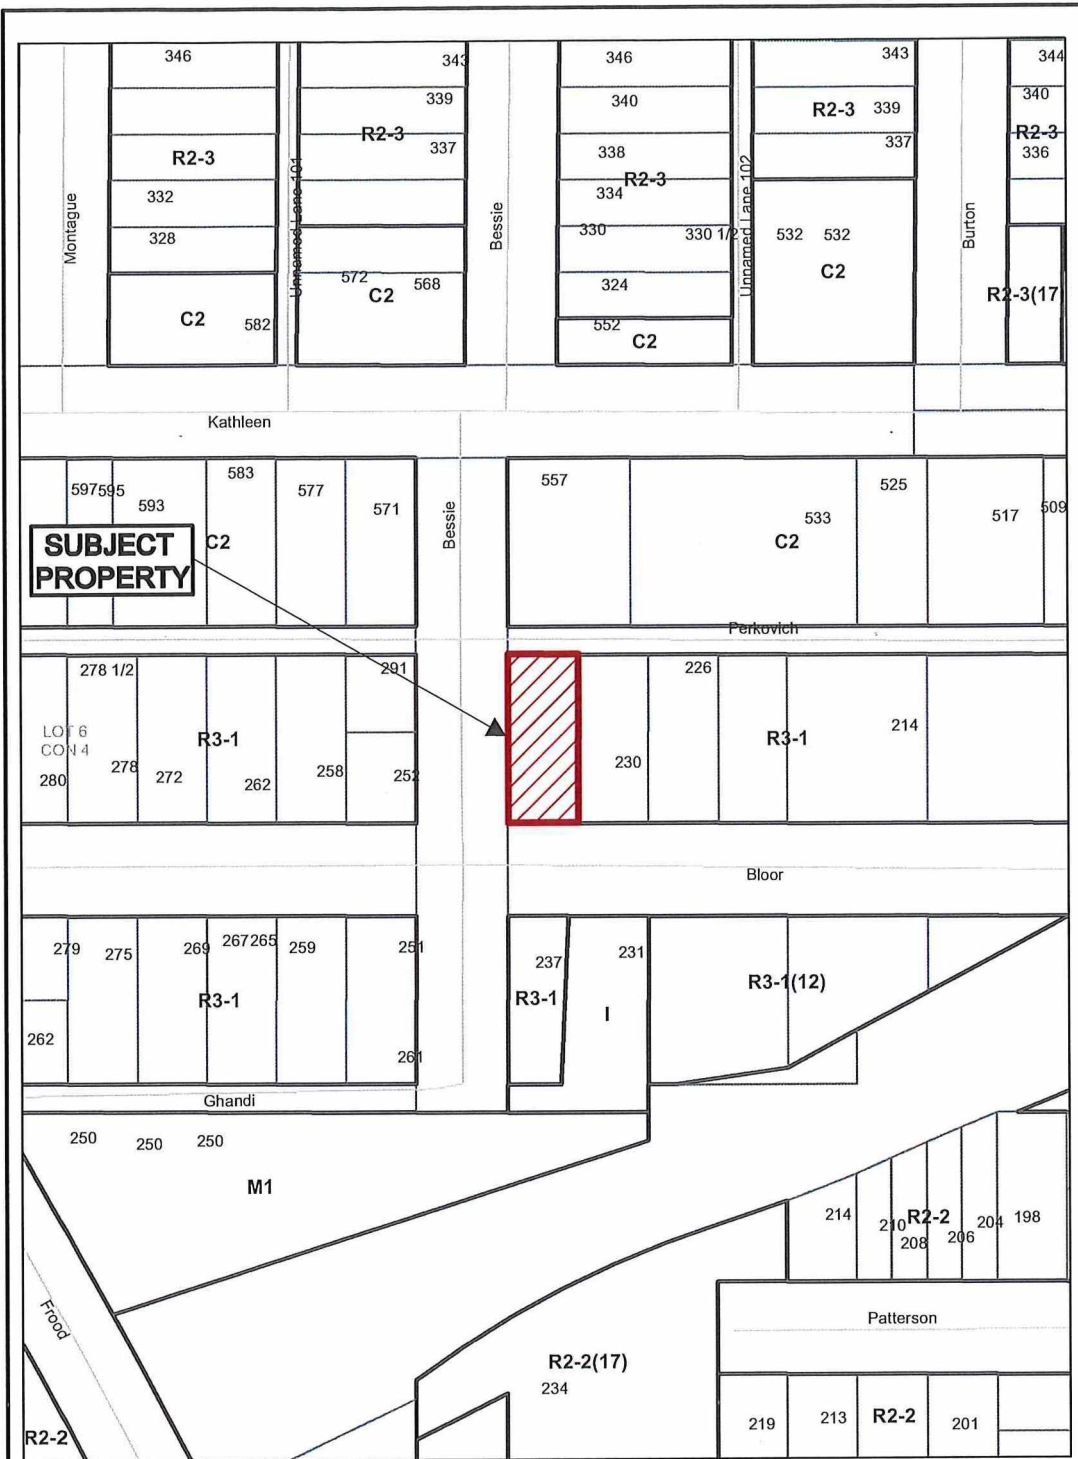 346
343
346
343
344
339
340
R2-3
339
340
R2-3
R2-3
337
338
337
R2-3
336
R2-3
332
334
328
330
330 1/2
532
532
Montague
Unnamed Lane 101
Bessie
Unnamed Lane 102
Burton
572
568
324
C2
R2-3(17
C2
C2
582
552
C2
Kathleen
597
595
593
583
577
571
557
533
525
517
509
Bessie
SUBJECT
PROPERTY
C2
C2
Perkovich
278 1/2
291
226
LOT 6
CON 4
R3-1
R3-1
214
280
278
272
262
258
252
230
Bloor
279
275
269
267
265
259
251
237
231
R3-1
R3-1
I
R3-1(12)
262
261
Ghandi
250
250
250
M1
214
210
R2-2
208
206
204
198
Frood
Patterson
R2-2(17)
234
R2-2
219
213
R2-2
201